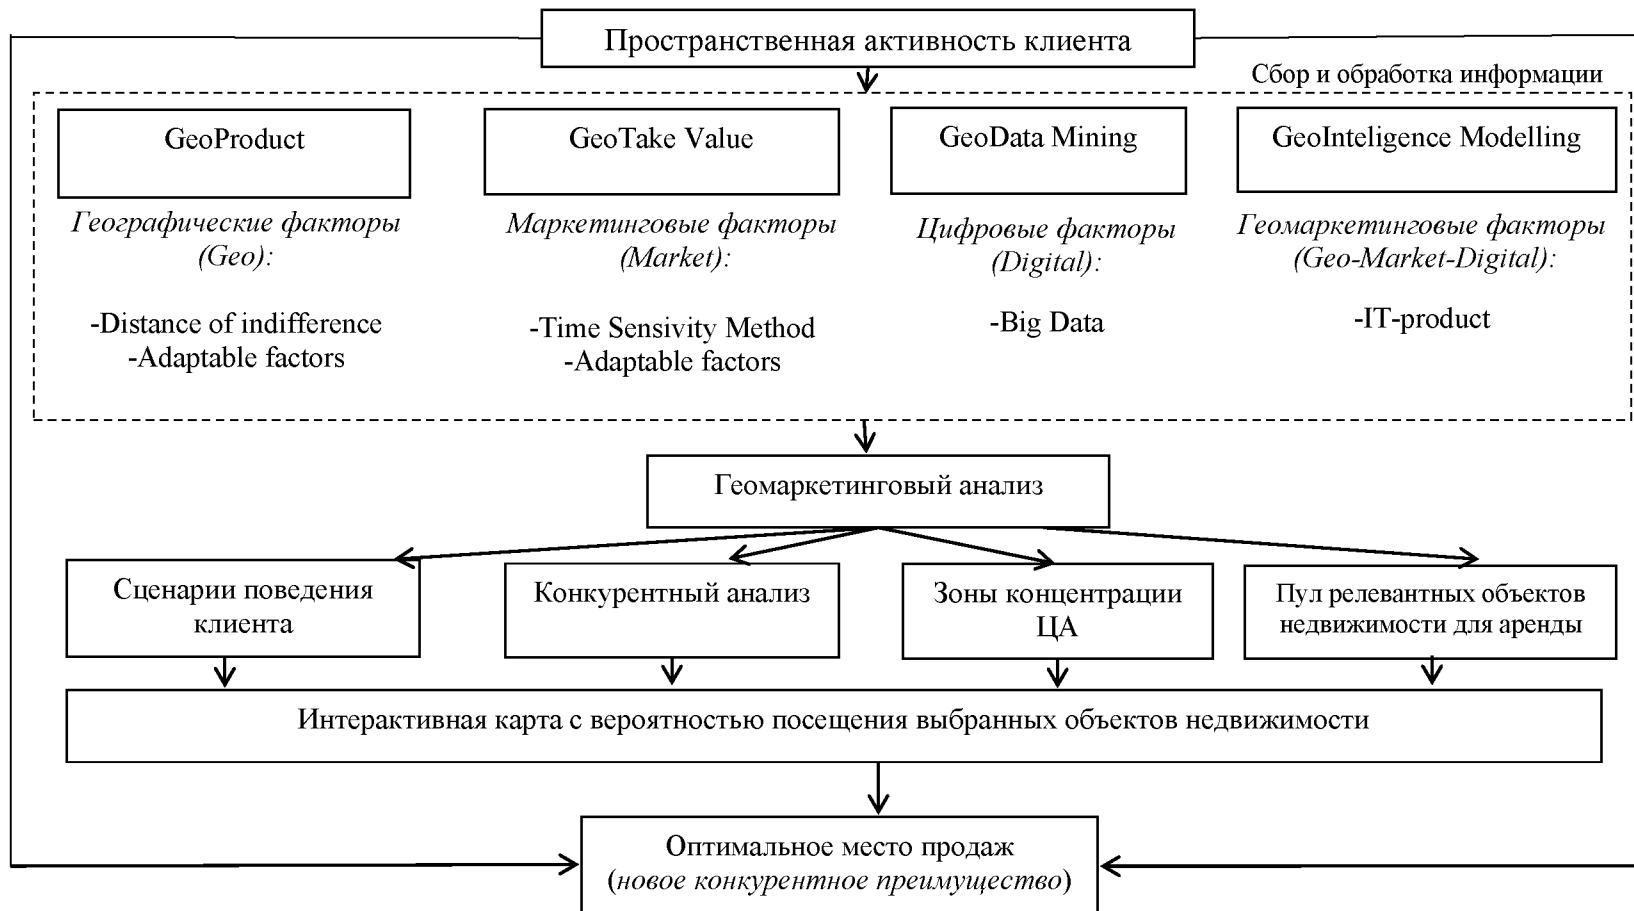 Пространственная активность клиента
Сбор и обработка информации
GeoProduct
GeoTake Value
GeoData Mining
GeoInteligence Modelling
Географические факторы
(Geo):
-Distance of indifference
-Adaptable factors
Маркетинговые факторы
(Market):
-Time Sensivity Method
-Adaptable factors
Цифровые факторы
(Digital):
-Big Data
Геомаркетинговые факторы
(Geo-Market-Digital):
-IT-product
Геомаркетинговый анализ
Сценарии поведения
клиента
Конкурентный анализ
Зоны концентрации
ЦА
Пул релевантных объектов
недвижимости для аренды
Интерактивная карта с вероятностью посещения выбранных объектов недвижимости
Оптимальное место продаж
(новое конкурентное преимущество)